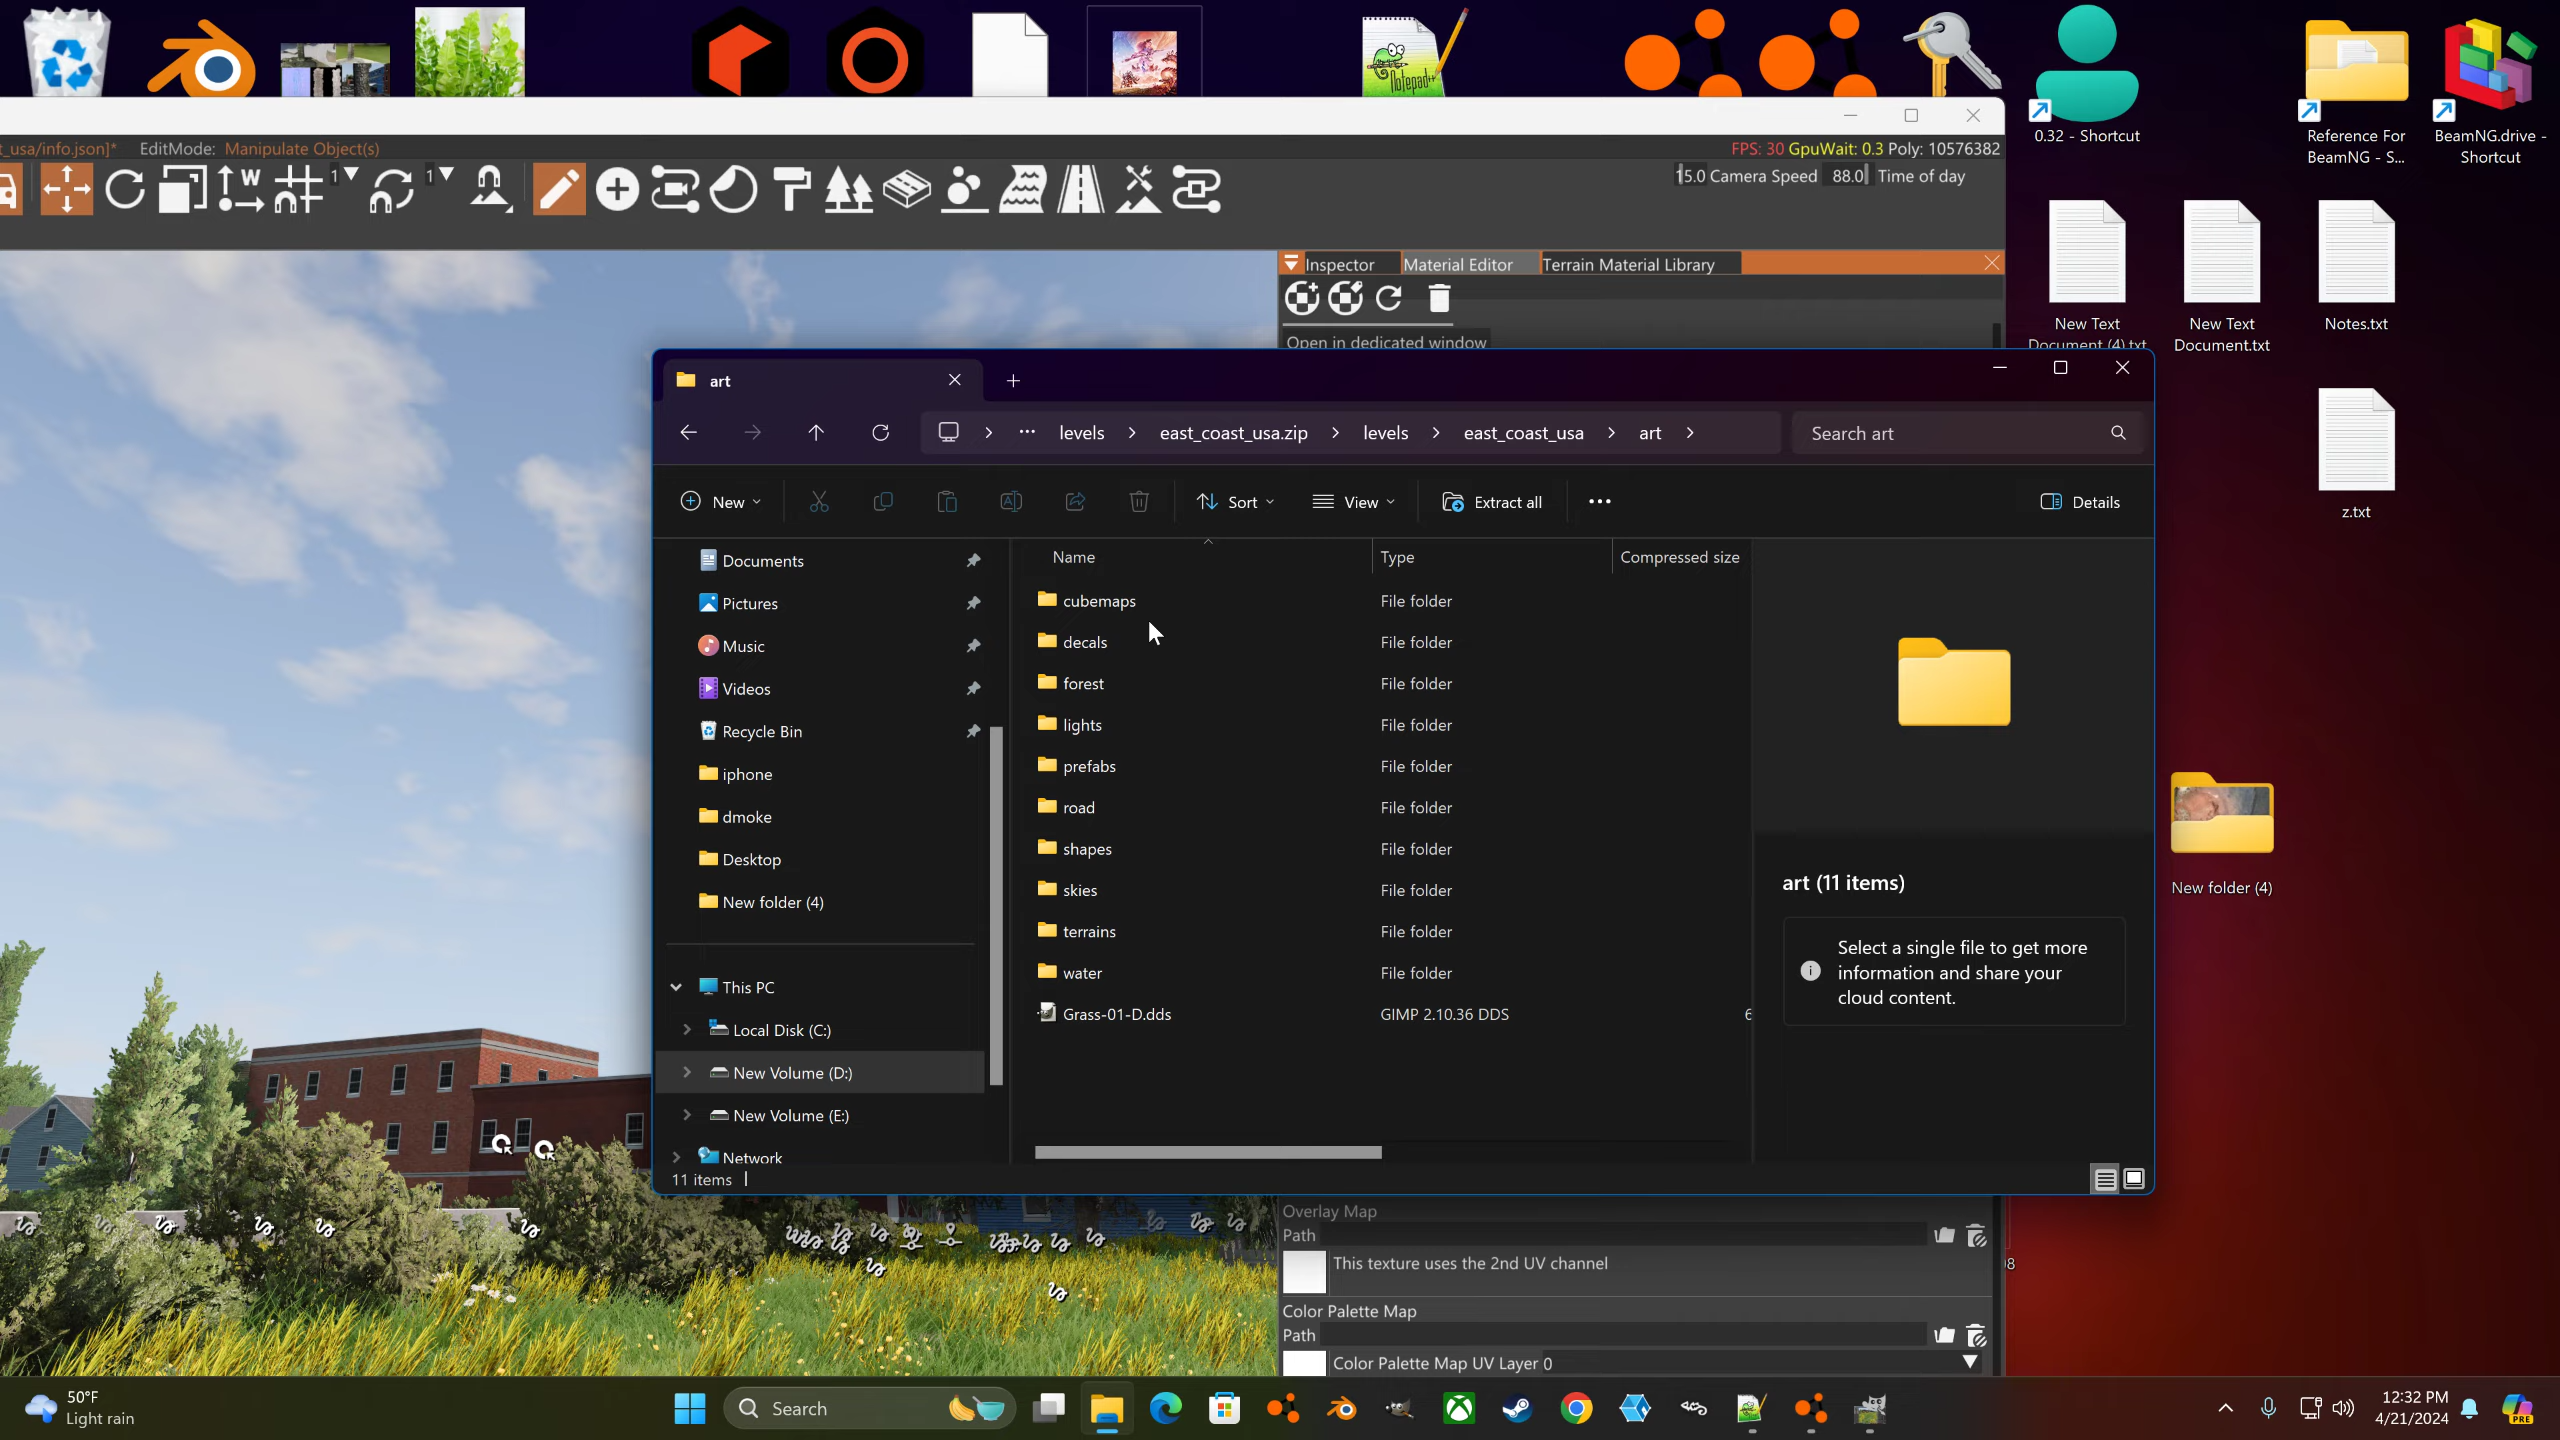 Notepad++
0.32 - Shortcut
Reference For
BeamNG - S...
BeamNG.drive -
Shortcut
t_usa/info.json]* EditMode: Manipulate Object(s)
FPS: 30 GpuWait: 0.3 Poly: 10576382
W
1
1
15.0 Camera Speed 88.0 Time of day
Inspector
Material Editor
Terrain Material Library
Open in dedicated window
New Text
Document (4).txt
New Text
Document.txt
Notes.txt
z.txt
New folder (4)
art
levels
east_coast_usa.zip
levels
east_coast_usa
art
Search art
New
Sort
View
Extract all
Details
Documents
Pictures
Music
Videos
Recycle Bin
iphone
dmoke
Desktop
New folder (4)
This PC
Local Disk (C:)
New Volume (D:)
New Volume (E:)
Network
11 items
Name Type Compressed size
cubemaps File folder
decals File folder
forest File folder
lights File folder
prefabs File folder
road File folder
shapes File folder
skies File folder
terrains File folder
water File folder
Grass-01-D.dds GIMP 2.10.36 DDS 6
art (11 items)
Select a single file to get more
information and share your
cloud content.
Overlay Map
Path
This texture uses the 2nd UV channel
Color Palette Map
Path
Color Palette Map UV Layer 0
50°F
Light rain
Search
12:32 PM
4/21/2024
PRE